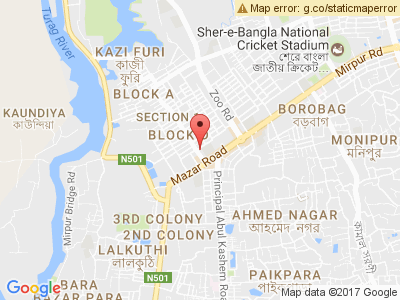 Map error: g.co/staticmaperror
Sher-e-Bangla National
Cricket Stadium
শেরে বাংলা
জাতীয় ক্রিকেট...
Mirpur Rd
Turag River
KAZI FURI
কাজী
ফুরি
BLOCK A
Zoo Rd
SECTION
BLOCK D
BOROBAG
বড়বাগ
KAUNDIYA
কাউন্দিয়া
MONIPUR
মনিপুর
N501
Mazar Road
Mirpur Bridge Rd
Principal Abul Kashem Road
3RD COLONY
2ND COLONY
AHMED NAGAR
আহমেদ নগর
LALKUTHI
লালকুঠি
কামাল সরণী
N501
PAIKPARA
পাইকপাড়া
BARA
BAZAR PARA
N501
Map data ©2017 Google